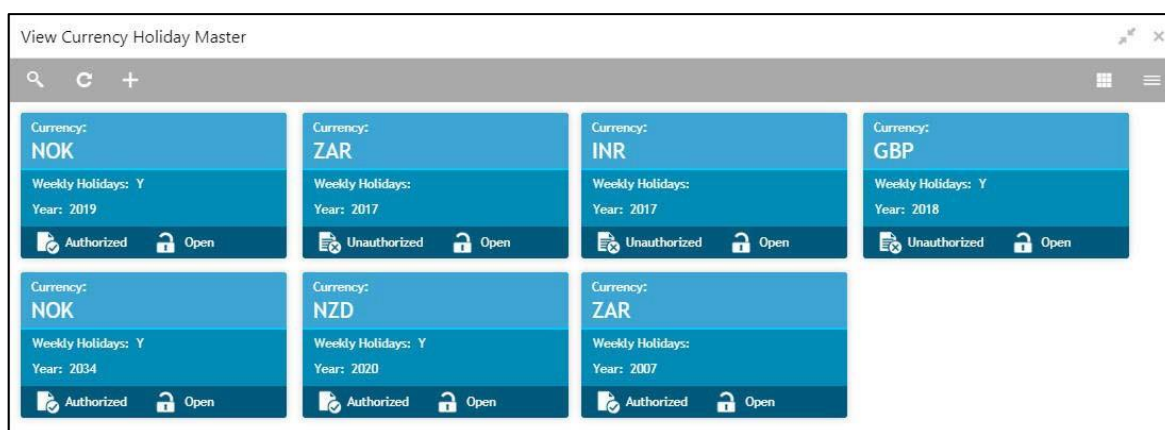 View Currency Holiday Master
Currency:
NOK
Weekly Holidays: Y
Year: 2019
Authorized Open
Currency:
ZAR
Weekly Holidays:
Year: 2017
Unauthorized Open
Currency:
INR
Weekly Holidays:
Year: 2017
Unauthorized Open
Currency:
GBP
Weekly Holidays: Y
Year: 2018
Unauthorized Open
Currency:
NOK
Weekly Holidays: Y
Year: 2034
Authorized Open
Currency:
NZD
Weekly Holidays: Y
Year: 2020
Authorized Open
Currency:
ZAR
Weekly Holidays:
Year: 2007
Authorized Open